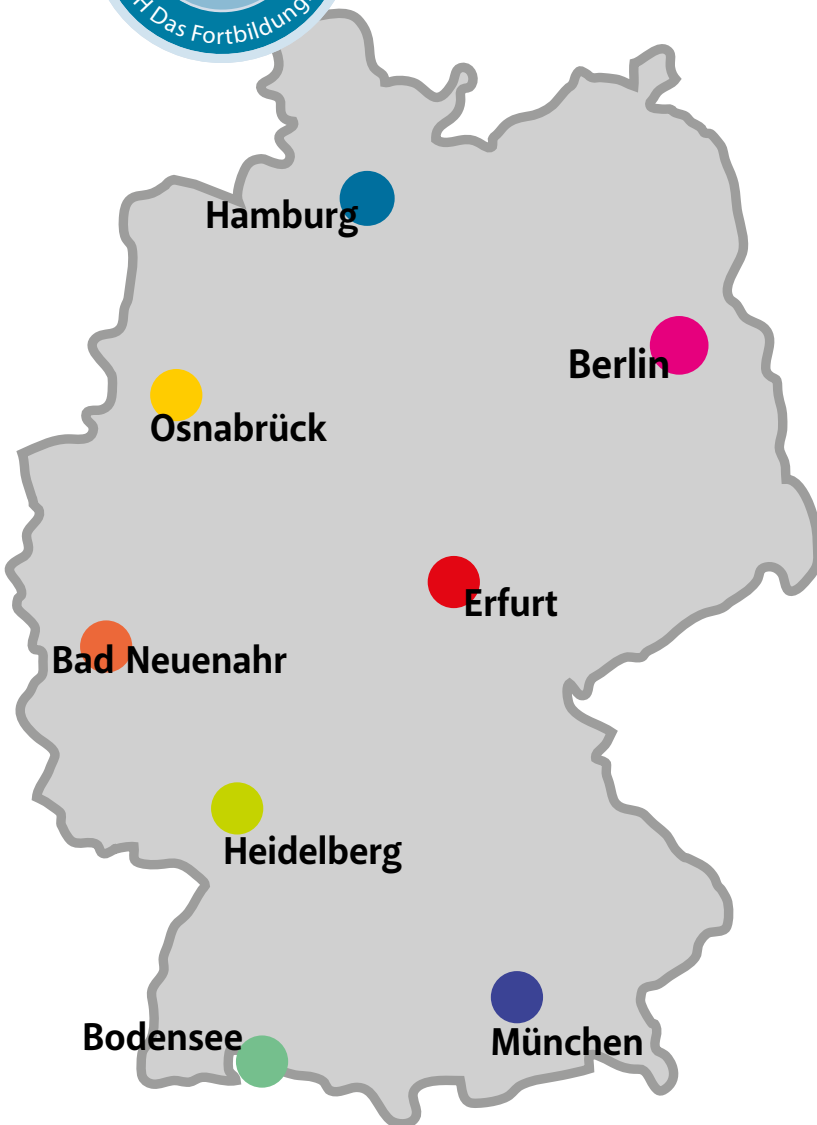 H Das Fortbildung
Hamburg
Berlin
Osnabrück
Erfurt
Bad Neuenahr
Heidelberg
Bodensee
München